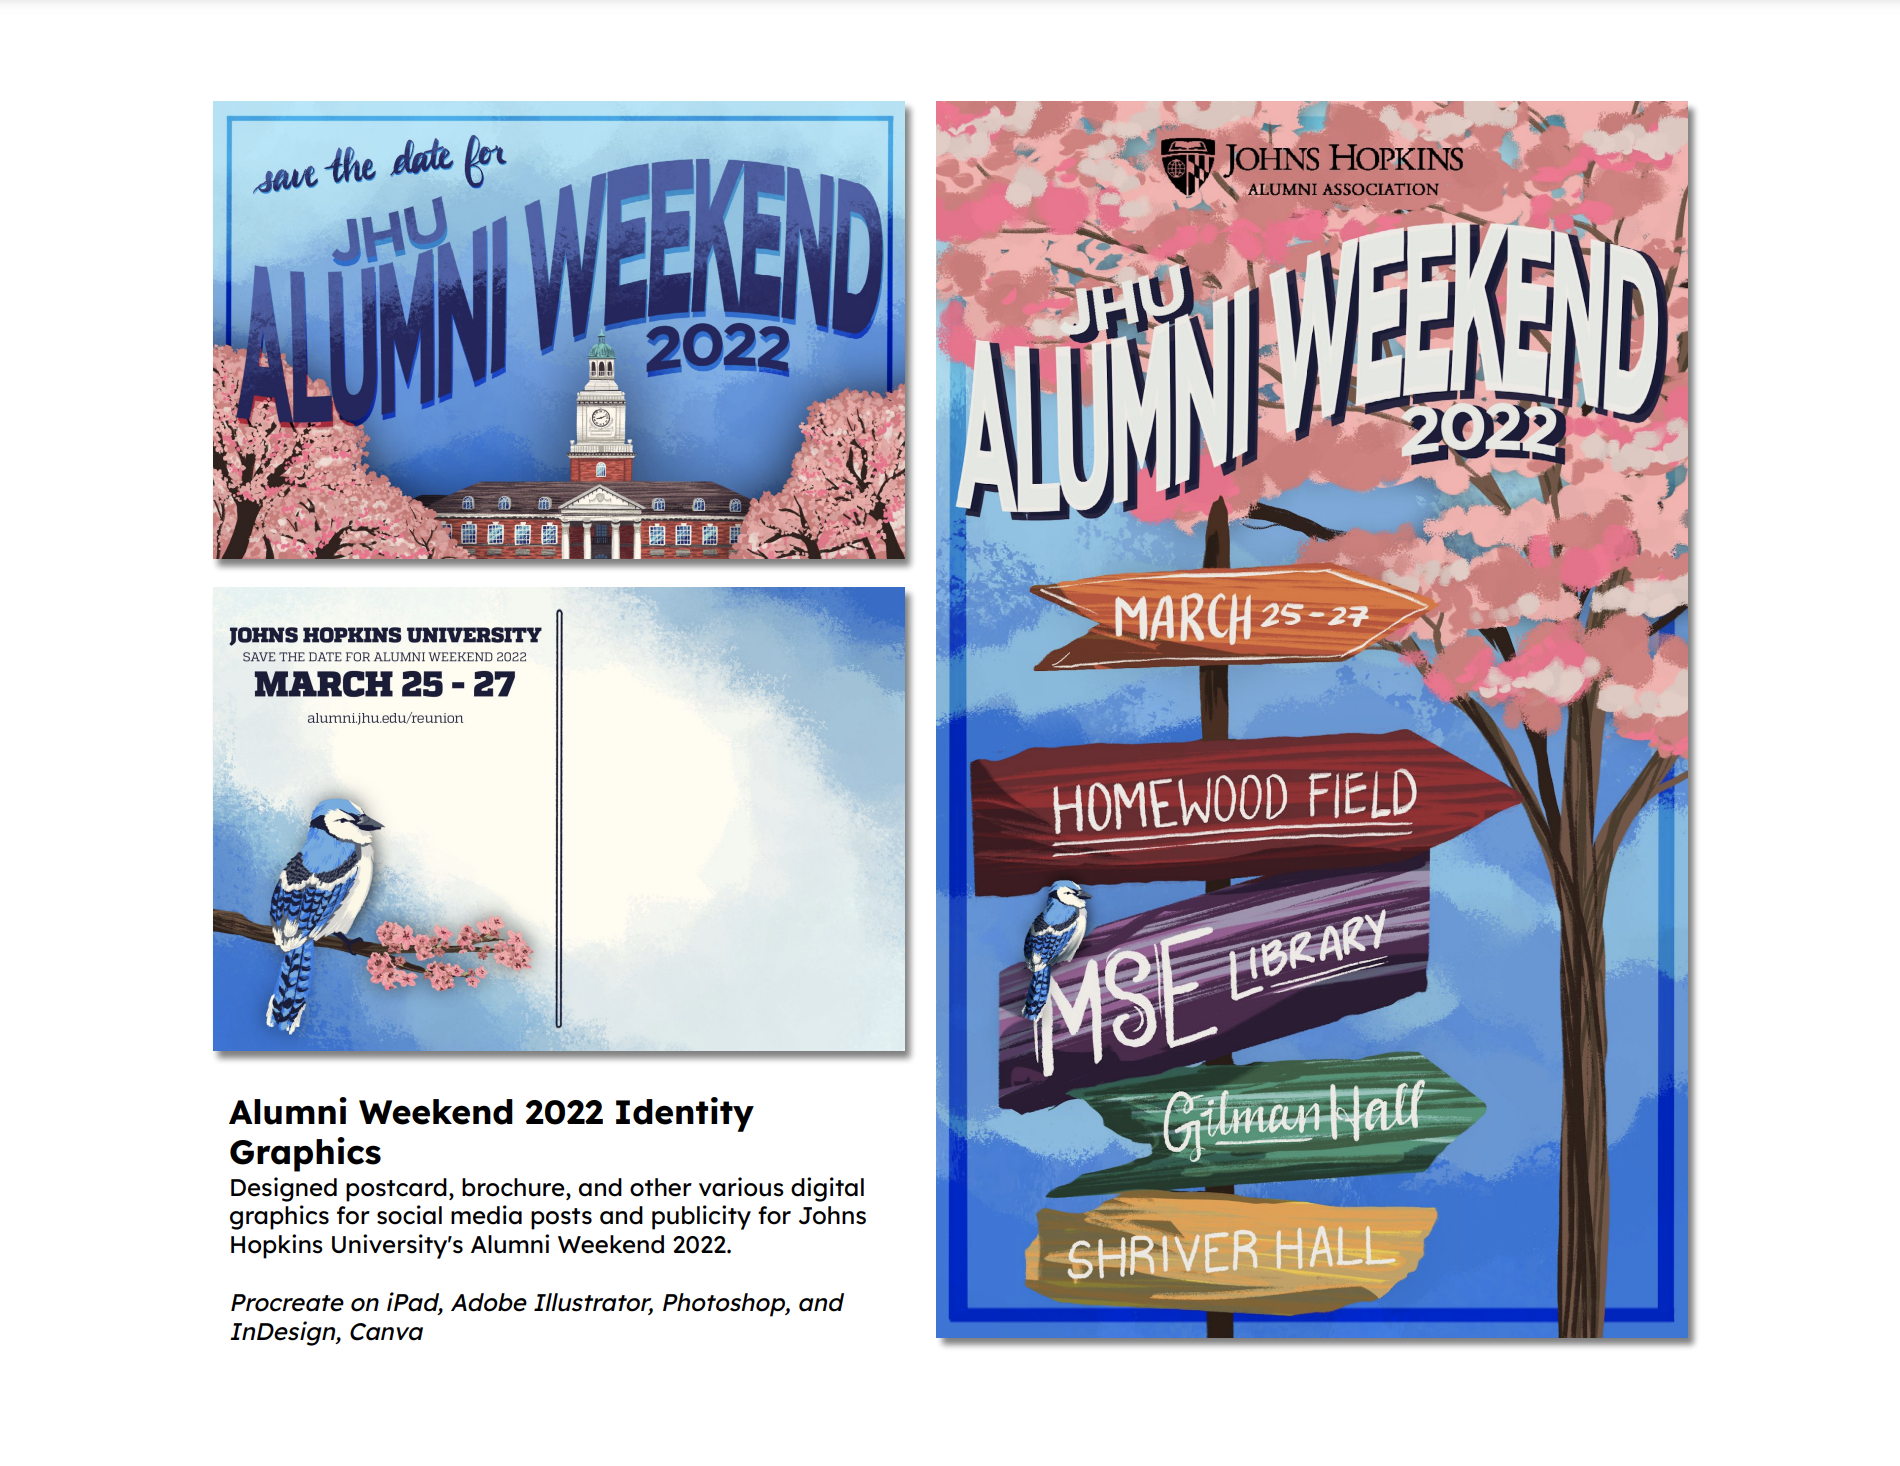 save the date for
JHU
ALUMNI WEEKEND
2022
JOHNS HOPKINS UNIVERSITY
SAVE THE DATE FOR ALUMNI WEEKEND 2022
MARCH 25 - 27
alumni.jhu.edu/reunion
Alumni Weekend 2022 Identity
Graphics
Designed postcard, brochure, and other various digital
graphics for social media posts and publicity for Johns
Hopkins University's Alumni Weekend 2022.
Procreate on iPad, Adobe Illustrator, Photoshop, and
InDesign, Canva
JOHNS HOPKINS
ALUMNI ASSOCIATION
JHU
ALUMNI WEEKEND
2022
MARCH 25-27
HOMEWOOD FIELD
MSE LIBRARY
Gilman Hall
SHRIVER HALL